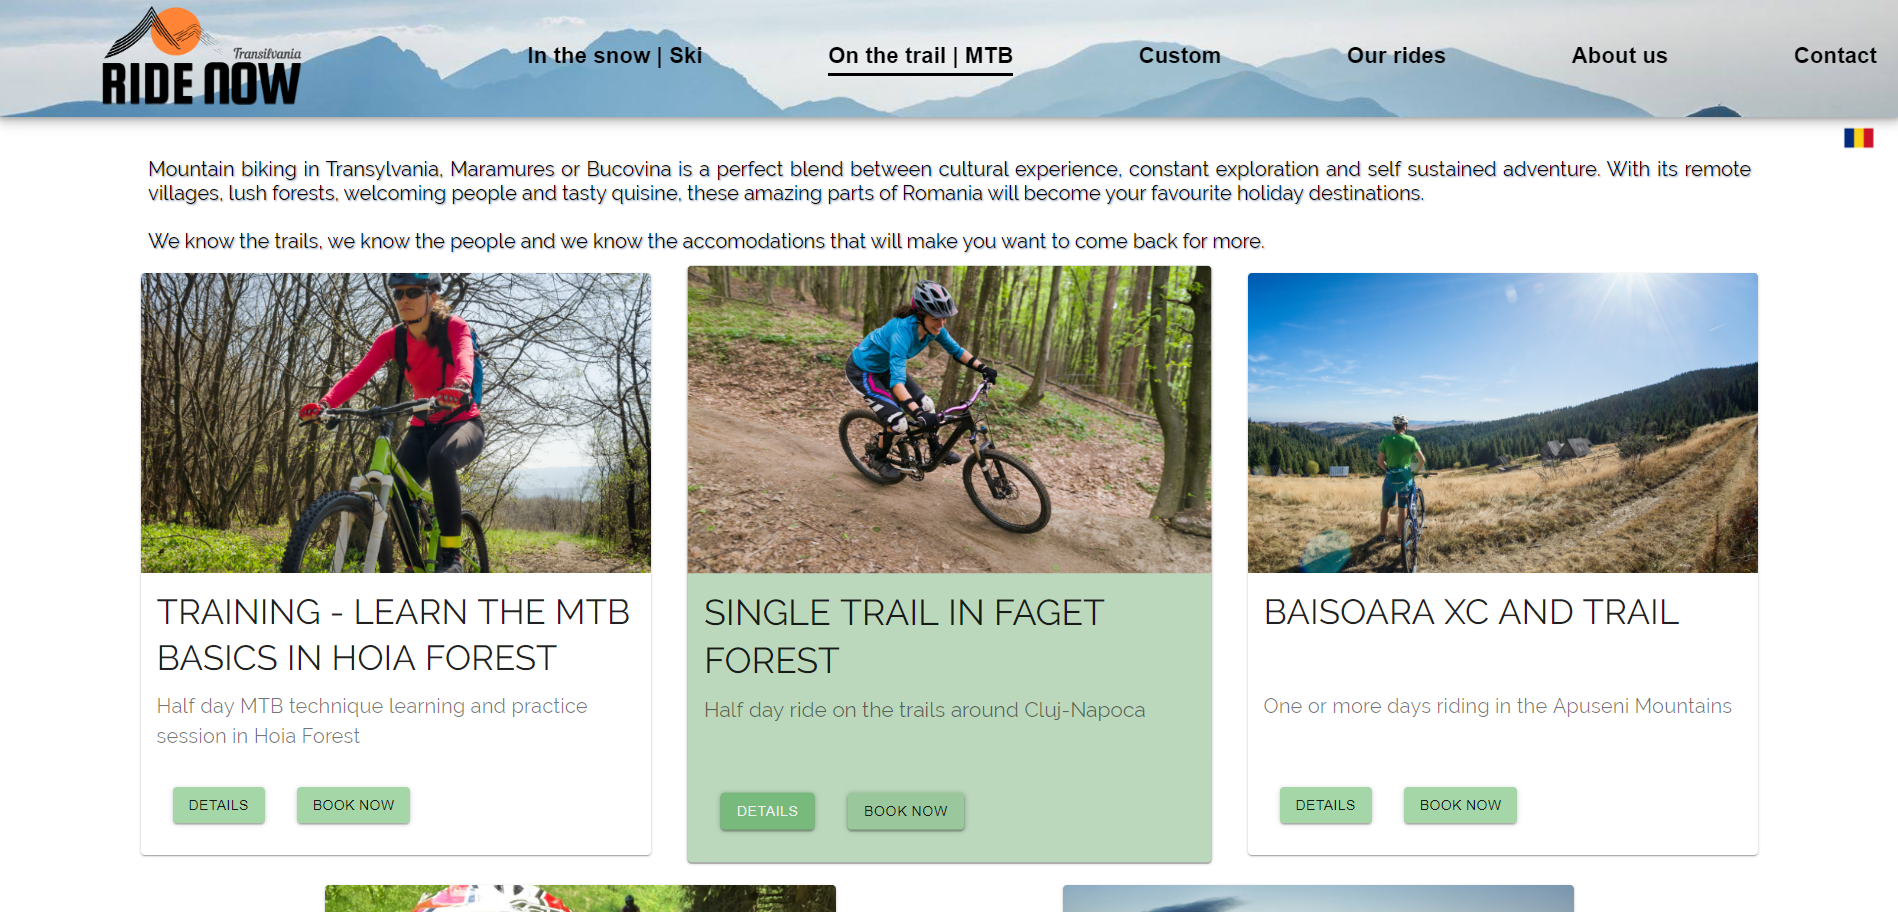 Transilvania
RIDE NOW
In the snow | Ski
On the trail | MTB
Custom
Our rides
About us
Contact
Mountain biking in Transylvania, Maramures or Bucovina is a perfect blend between cultural experience, constant exploration and self sustained adventure. With its remote
villages, lush forests, welcoming people and tasty quisine, these amazing parts of Romania will become your favourite holiday destinations.
We know the trails, we know the people and we know the accomodations that will make you want to come back for more.
TRAINING - LEARN THE MTB
BASICS IN HOIA FOREST
Half day MTB technique learning and practice
session in Hoia Forest
DETAILS
BOOK NOW
SINGLE TRAIL IN FAGET
FOREST
Half day ride on the trails around Cluj-Napoca
DETAILS
BOOK NOW
BAISOARA XC AND TRAIL
One or more days riding in the Apuseni Mountains
DETAILS
BOOK NOW